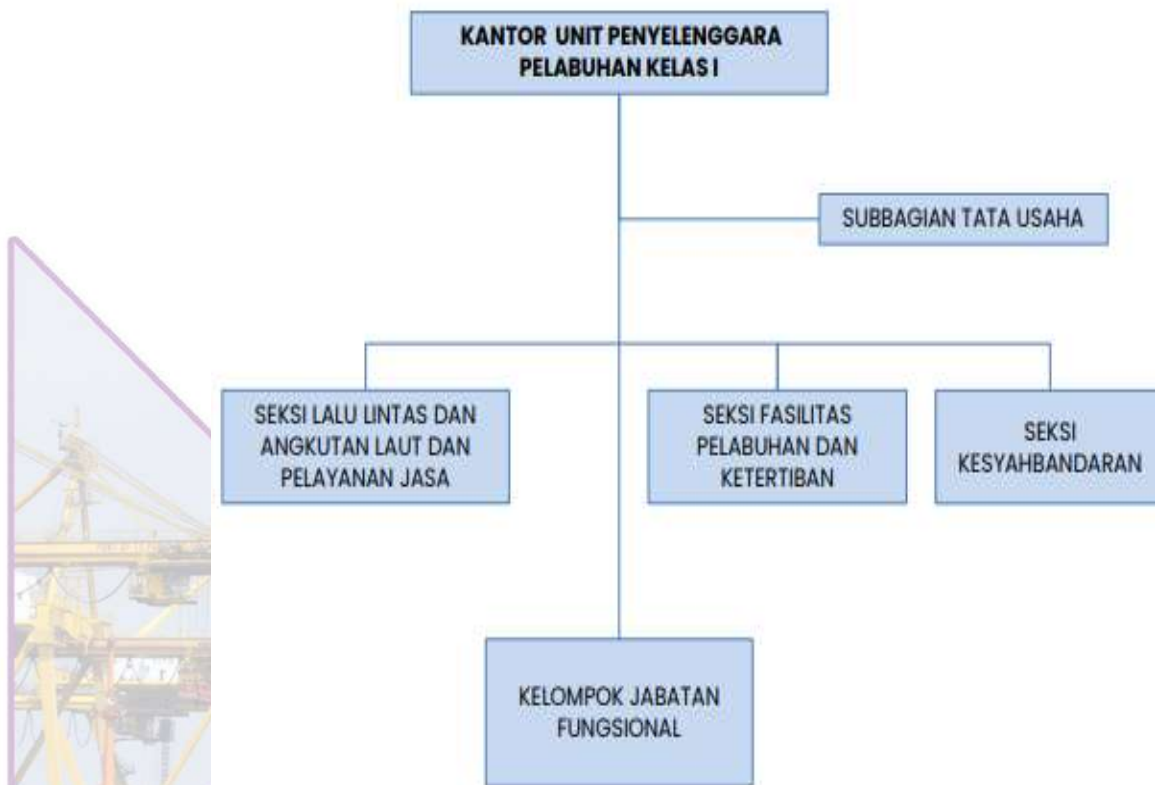 KANTOR UNIT PENYELENGGARA
PELABUHAN KELAS I
SUBBAGIAN TATA USAHA
SEKSI LALU LINTAS DAN
ANGKUTAN LAUT DAN
PELAYANAN JASA
SEKSI FASILITAS
PELABUHAN DAN
KETERTIBAN
SEKSI
KESYAHBANDARAN
KELOMPOK JABATAN
FUNGSIONAL